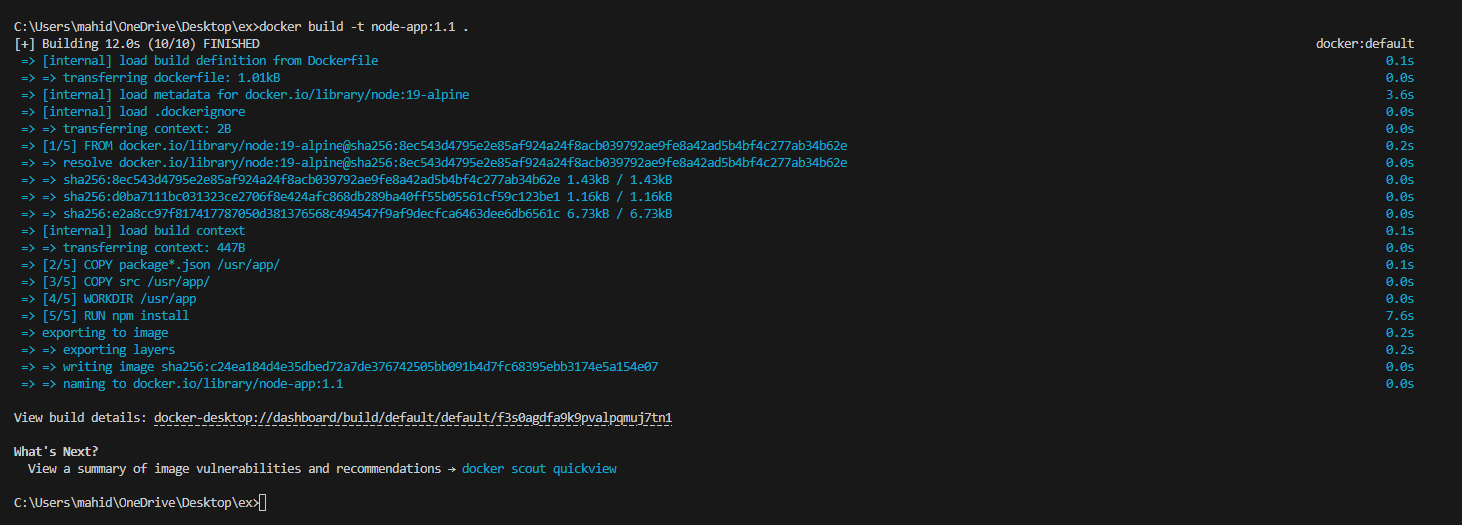 C:\Users\mahid\OneDrive\Desktop\ex>docker build -t node-app:1.1 .
[+] Building 12.0s (10/10) FINISHED docker:default
=> [internal] load build definition from Dockerfile 0.1s
=> => transferring dockerfile: 1.01kB 0.0s
=> [internal] load metadata for docker.io/library/node:19-alpine 3.6s
=> [internal] load .dockerignore 0.0s
=> => transferring context: 2B 0.0s
=> [1/5] FROM docker.io/library/node:19-alpine@sha256:8ec543d4795e2e85af924a24f8acb039792ae9fe8a42ad5b4bf4c277ab34b62e 0.2s
=> => resolve docker.io/library/node:19-alpine@sha256:8ec543d4795e2e85af924a24f8acb039792ae9fe8a42ad5b4bf4c277ab34b62e 0.0s
=> => sha256:8ec543d4795e2e85af924a24f8acb039792ae9fe8a42ad5b4bf4c277ab34b62e 1.43kB / 1.43kB 0.0s
=> => sha256:d0ba7111bc031323ce2706f8e424afc868db289ba40ff55b05561cf59c123be1 1.16kB / 1.16kB 0.0s
=> => sha256:e2a8cc97f817417787050d381376568c494547f9af9decfca6463dee6db6561c 6.73kB / 6.73kB 0.0s
=> [internal] load build context 0.1s
=> => transferring context: 447B 0.0s
=> [2/5] COPY package*.json /usr/app/ 0.1s
=> [3/5] COPY src /usr/app/ 0.0s
=> [4/5] WORKDIR /usr/app 0.0s
=> [5/5] RUN npm install 7.6s
=> exporting to image 0.2s
=> => exporting layers 0.2s
=> => writing image sha256:c24ea184d4e35dbed72a7de376742505bb091b4d7fc68395ebb3174e5a154e07 0.0s
=> => naming to docker.io/library/node-app:1.1 0.0s
View build details: docker-desktop://dashboard/build/default/default/f3s0agdfa9k9pvalpqmuj7tn1
What's Next?
View a summary of image vulnerabilities and recommendations → docker scout quickview
C:\Users\mahid\OneDrive\Desktop\ex>